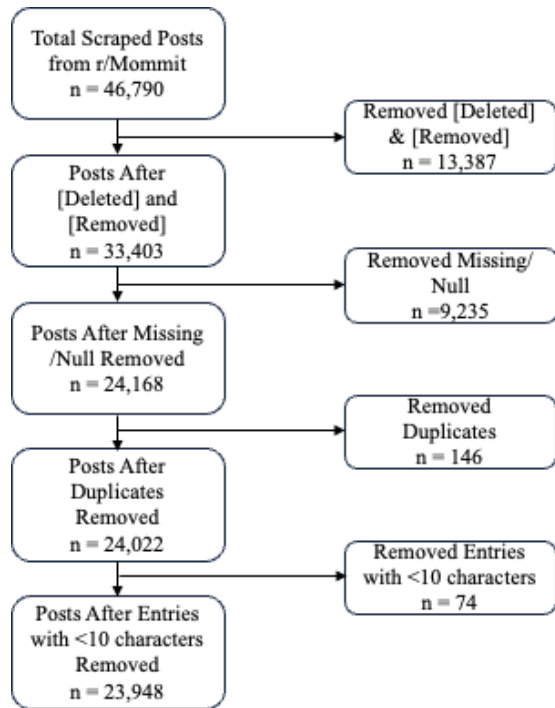 Total Scraped Posts
from r/Mommit
n = 46,790
Removed [Deleted]
& [Removed]
n = 13,387
Posts After
[Deleted] and
[Removed]
n = 33,403
Removed Missing/
Null
n =9,235
Posts After Missing
/Null Removed
n = 24,168
Removed
Duplicates
n = 146
Posts After
Duplicates
Removed
n = 24,022
Removed Entries
with <10 characters
n = 74
Posts After Entries
with <10 characters
Removed
n = 23,948